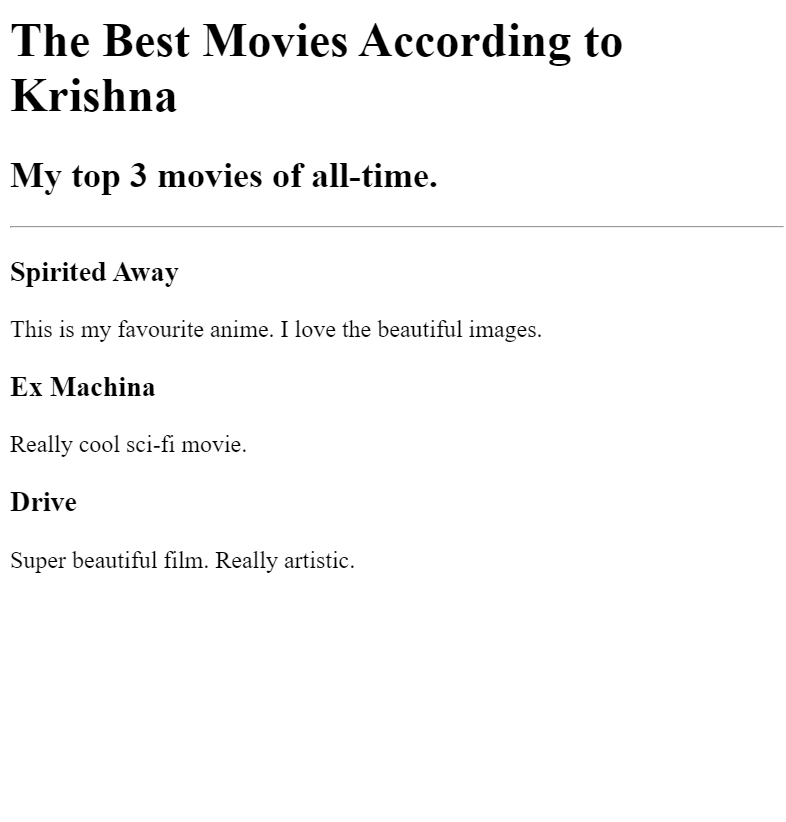 The Best Movies According to
Krishna
My top 3 movies of all-time.
Spirited Away
This is my favourite anime. I love the beautiful images.
Ex Machina
Really cool sci-fi movie.
Drive
Super beautiful film. Really artistic.